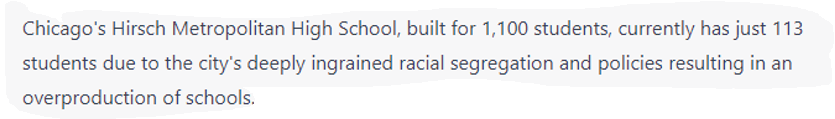 Chicago's Hirsch Metropolitan High School, built for 1,100 students, currently has just 113
students due to the city's deeply ingrained racial segregation and policies resulting in an
overproduction of schools.